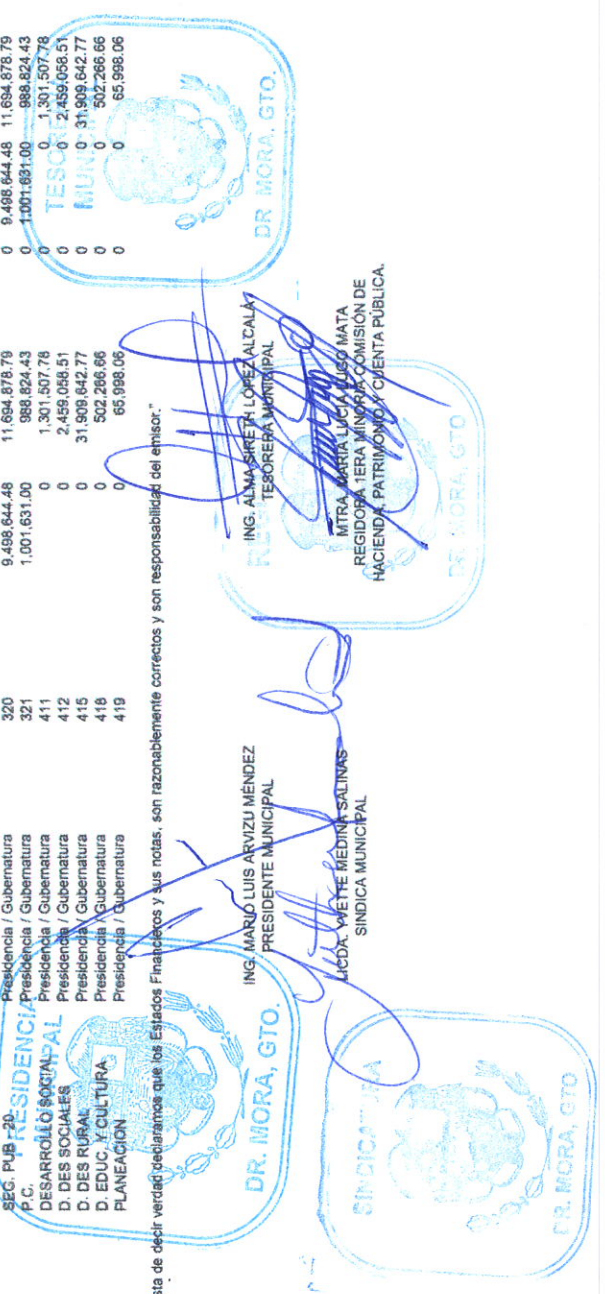 SEG. PUB - 20 Presidencia / Gubernatura 320 9,498,644.48 11,694,878.79 0 9,498,644.48 11,694,878.79
P.C. Presidencia / Gubernatura 321 1,001,631.00 988,824.43 0 1,001,631.00 988,824.43
DESARROLLO SOCIAL Presidencia / Gubernatura 411 0 1,301,507.78 0 0 1,301,507.78
D. DES SOCIALES Presidencia / Gubernatura 412 0 2,459,058.51 0 0 2,459,058.51
D. DES RURAL Presidencia / Gubernatura 415 0 31,909,642.77 0 0 31,909,642.77
D. EDUC. Y CULTURA Presidencia / Gubernatura 418 0 502,266.66 0 0 502,266.66
PLANEACION Presidencia / Gubernatura 419 0 65,998.06 0 0 65,998.06
sta de decir verdad declaramos que los Estados Financieros y sus notas, son razonablemente correctos y son responsabilidad del emisor."
ING. MARIO LUIS ARVIZU MÉNDEZ
PRESIDENTE MUNICIPAL
ING. ALMA SIRETH LÓPEZ ALCALÁ
TESORERA MUNICIPAL
LICDA. YVETTE MEDINA SALINAS
SINDICA MUNICIPAL
MTRA. MARIA LUCIA LUGO MATA
REGIDORA 1ERA MINORÍA COMISIÓN DE
HACIENDA, PATRIMONIO Y CUENTA PÚBLICA.
PRESIDENCIA
DR. MORA, GTO.
TESORERIA
DR MORA, GTO.
DR. MORA, GTO
DR. MORA, GTO